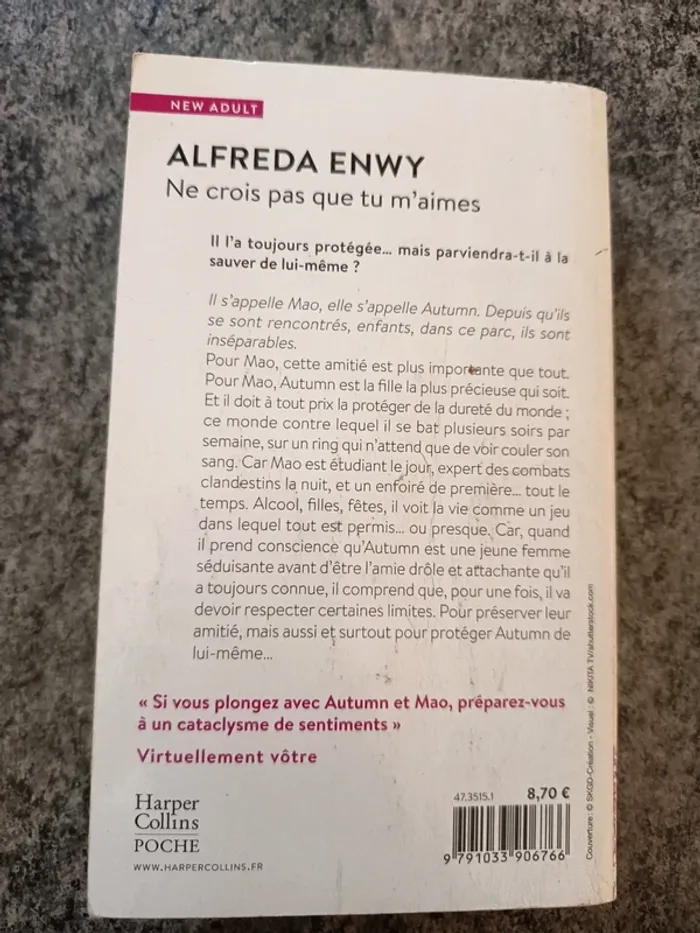 NEW ADULT
ALFREDA ENWY
Ne crois pas que tu m'aimes
Il l'a toujours protégée... mais parviendra-t-il à la
sauver de lui-même ?
Il s'appelle Mao, elle s'appelle Autumn. Depuis qu'ils
se sont rencontrés, enfants, dans ce parc, ils sont
inséparables.
Pour Mao, cette amitié est plus importante que tout.
Pour Mao, Autumn est la fille la plus précieuse qui soit.
Et il doit à tout prix la protéger de la dureté du monde ;
ce monde contre lequel il se bat plusieurs soirs par
semaine, sur un ring qui n'attend que de voir couler son
sang. Car Mao est étudiant le jour, expert des combats
clandestins la nuit, et un enfoiré de première... tout le
temps. Alcool, filles, fêtes, il voit la vie comme un jeu
dans lequel tout est permis... ou presque. Car, quand
il prend conscience qu'Autumn est une jeune femme
séduisante avant d'être l'amie drôle et attachante qu'il
a toujours connue, il comprend que, pour une fois, il va
devoir respecter certaines limites. Pour préserver leur
amitié, mais aussi et surtout pour protéger Autumn de
lui-même...
« Si vous plongez avec Autumn et Mao, préparez-vous
à un cataclysme de sentiments »
Virtuellement vôtre
Harper
Collins
POCHE
WWW.HARPERCOLLINS.FR
47.3515.1
8,70 €
9 791033 906766
Couverture : © SKGD-Création - Visuel : © NIKITA TV/shutterstock.com